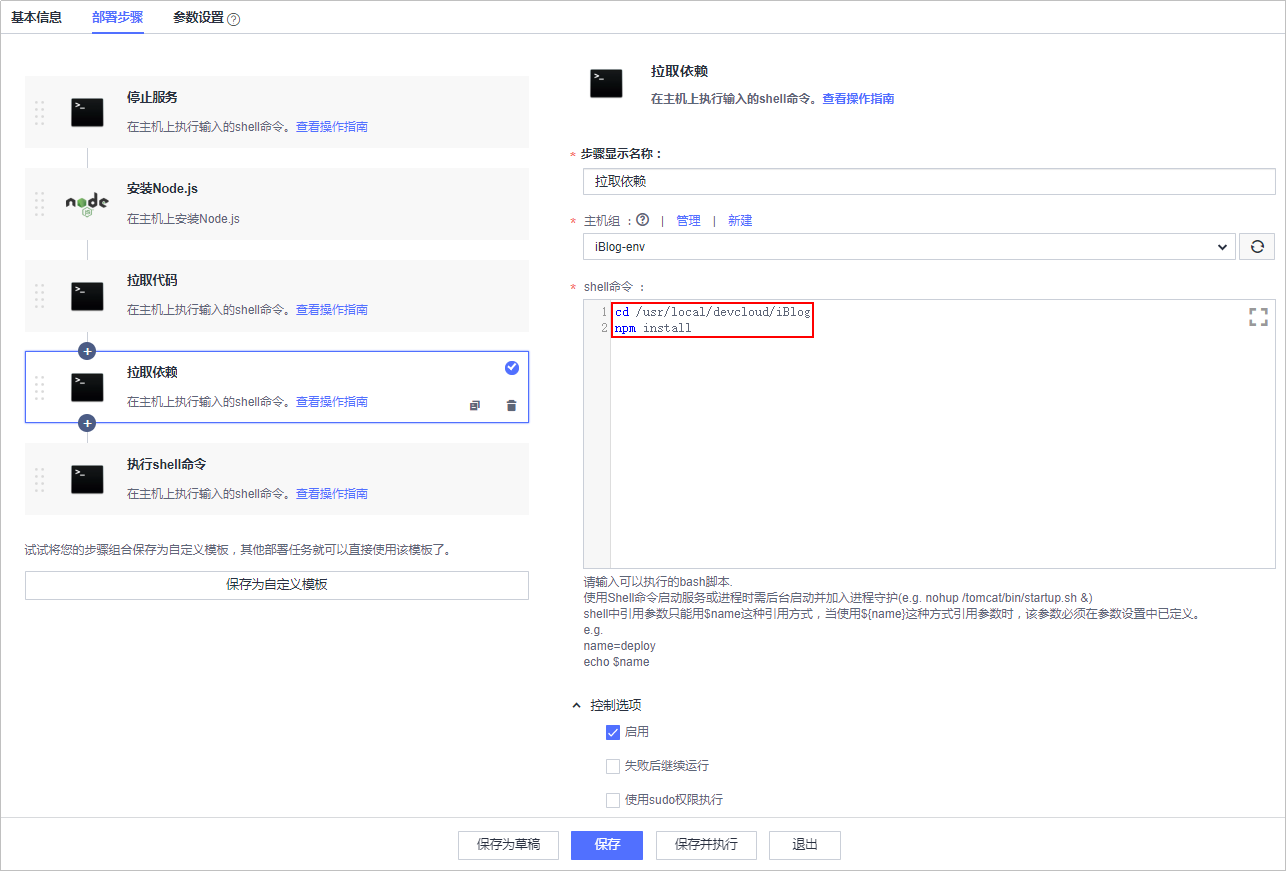 基本信息 部署步骤 参数设置 ?
停止服务
在主机上执行输入的shell命令。查看操作指南
node
JS
安装Node.js
在主机上安装Node.js
拉取代码
在主机上执行输入的shell命令。查看操作指南
拉取依赖
在主机上执行输入的shell命令。查看操作指南
执行shell命令
在主机上执行输入的shell命令。查看操作指南
试试将您的步骤组合保存为自定义模板，其他部署任务就可以直接使用该模板了。
保存为自定义模板
拉取依赖
在主机上执行输入的shell命令。查看操作指南
* 步骤显示名称：
拉取依赖
* 主机组 ：? | 管理 | 新建
iBlog-env
* shell命令 ：
1 cd /usr/local/devcloud/iBlog
2 npm install
请输入可以执行的bash脚本.
使用Shell命令启动服务或进程时需后台启动并加入进程守护(e.g. nohup /tomcat/bin/startup.sh &)
shell中引用参数只能用$name这种引用方式，当使用${name}这种方式引用参数时，该参数必须在参数设置中已定义。
e.g.
name=deploy
echo $name
控制选项
启用
失败后继续运行
使用sudo权限执行
保存为草稿 保存 保存并执行 退出